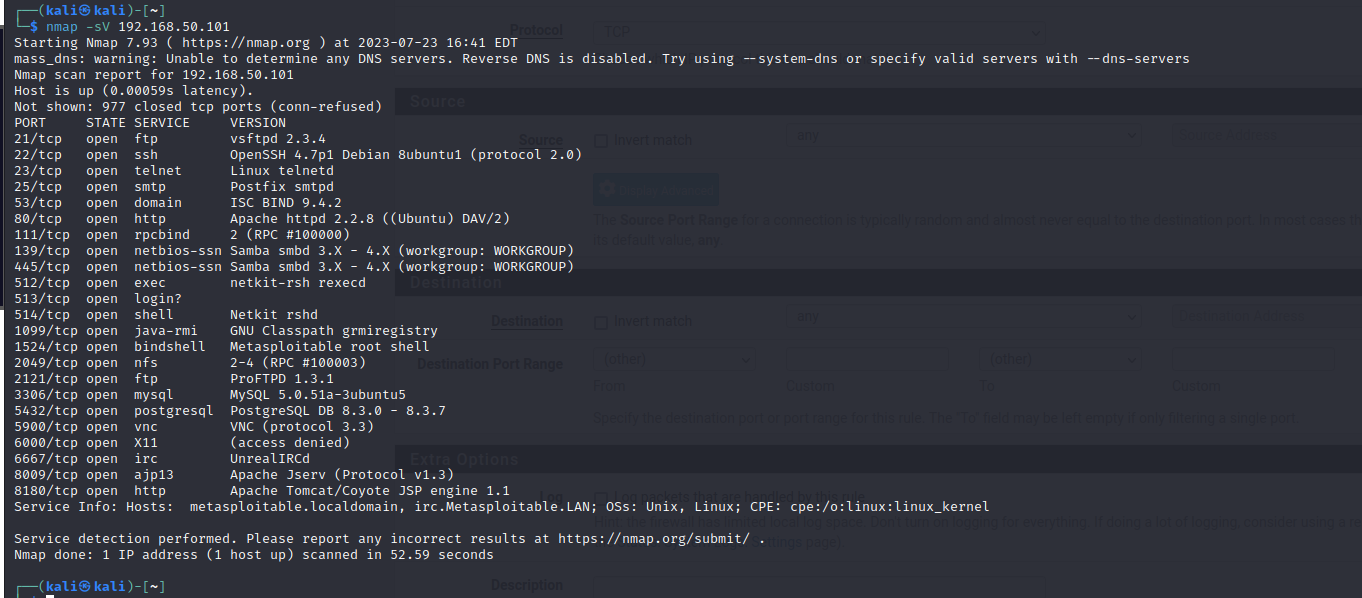 ┌──(kali㉿kali)-[~]
└─$ nmap -sV 192.168.50.101
Starting Nmap 7.93 ( https://nmap.org ) at 2023-07-23 16:41 EDT
mass_dns: warning: Unable to determine any DNS servers. Reverse DNS is disabled. Try using --system-dns or specify valid servers with --dns-servers
Nmap scan report for 192.168.50.101
Host is up (0.00059s latency).
Not shown: 977 closed tcp ports (conn-refused)
PORT     STATE SERVICE     VERSION
21/tcp   open  ftp         vsftpd 2.3.4
22/tcp   open  ssh         OpenSSH 4.7p1 Debian 8ubuntu1 (protocol 2.0)
23/tcp   open  telnet      Linux telnetd
25/tcp   open  smtp        Postfix smtpd
53/tcp   open  domain      ISC BIND 9.4.2
80/tcp   open  http        Apache httpd 2.2.8 ((Ubuntu) DAV/2)
111/tcp  open  rpcbind     2 (RPC #100000)
139/tcp  open  netbios-ssn Samba smbd 3.X - 4.X (workgroup: WORKGROUP)
445/tcp  open  netbios-ssn Samba smbd 3.X - 4.X (workgroup: WORKGROUP)
512/tcp  open  exec        netkit-rsh rexecd
513/tcp  open  login?
514/tcp  open  shell       Netkit rshd
1099/tcp open  java-rmi    GNU Classpath grmiregistry
1524/tcp open  bindshell   Metasploitable root shell
2049/tcp open  nfs         2-4 (RPC #100003)
2121/tcp open  ftp         ProFTPD 1.3.1
3306/tcp open  mysql       MySQL 5.0.51a-3ubuntu5
5432/tcp open  postgresql  PostgreSQL DB 8.3.0 - 8.3.7
5900/tcp open  vnc         VNC (protocol 3.3)
6000/tcp open  X11         (access denied)
6667/tcp open  irc         UnrealIRCd
8009/tcp open  ajp13       Apache Jserv (Protocol v1.3)
8180/tcp open  http        Apache Tomcat/Coyote JSP engine 1.1
Service Info: Hosts:  metasploitable.localdomain, irc.Metasploitable.LAN; OSs: Unix, Linux; CPE: cpe:/o:linux:linux_kernel
Service detection performed. Please report any incorrect results at https://nmap.org/submit/ .
Nmap done: 1 IP address (1 host up) scanned in 52.59 seconds
┌──(kali㉿kali)-[~]
Protocol
TCP
Source
Source
Invert match
any
The Source Port Range for a connection is typically random and almost never equal to the destination port. In most cases
its default value, any
Destination
Destination
Invert match
any
Destination Port Range
(other)
(other)
From
Custom
To
Custom
Specify the destination port or port range for this rule. The "To" field may be left empty if only filtering a single port.
Extra Options
Log
Log packets that are handled by this rule
Description